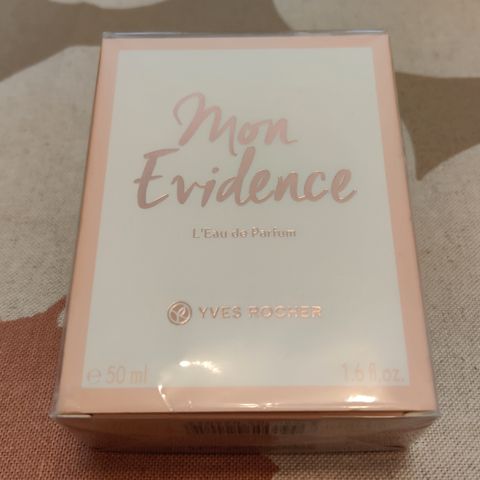 Mon
Evidence
L'Eau de Parfum
YVES ROCHER
℮ 50 ml 1.6 fl.oz.